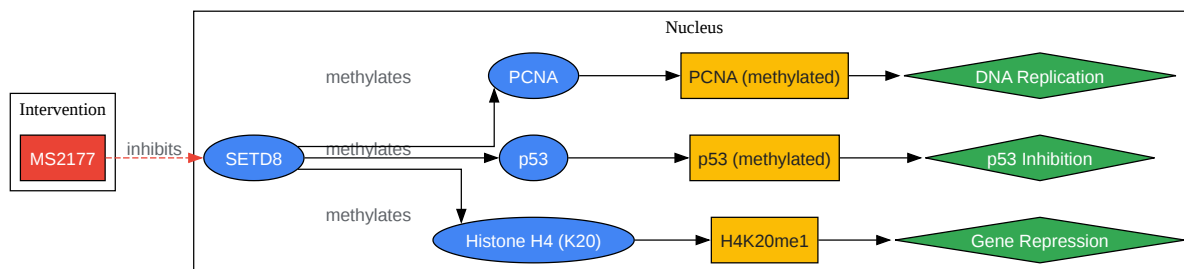 Nucleus
methylates
PCNA
PCNA (methylated)
DNA Replication
Intervention
MS2177
inhibits
SETD8
methylates
p53
p53 (methylated)
p53 Inhibition
methylates
Histone H4 (K20)
H4K20me1
Gene Repression